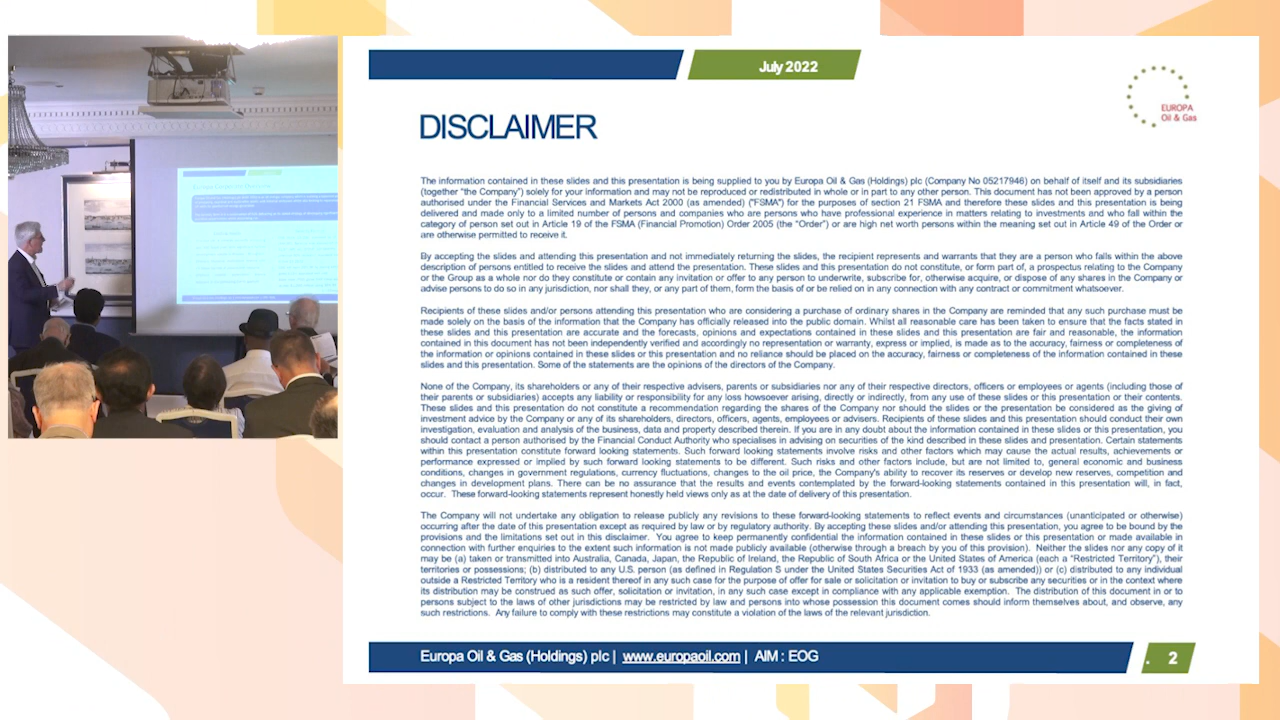 July 2022
EUROPA
Oil & Gas
DISCLAIMER
The information contained in these slides and this presentation is being supplied to you by Europa Oil & Gas (Holdings) plc (Company No 05217946) on behalf of itself and its subsidiaries
(together “the Company”) solely for your information and may not be reproduced or redistributed in whole or in part to any other person. This document has not been approved by a person
authorised under the Financial Services and Markets Act 2000 (as amended) ("FSMA") for the purposes of section 21 FSMA and therefore these slides and this presentation is being
delivered and made only to a limited number of persons and companies who are persons who have professional experience in matters relating to investments and who fall within the
category of person set out in Article 19 of the FSMA (Financial Promotion) Order 2005 (the “Order”) or are high net worth persons within the meaning set out in Article 49 of the Order or
are otherwise permitted to receive it.
By accepting the slides and attending this presentation and not immediately returning the slides, the recipient represents and warrants that they are a person who falls within the above
description of persons entitled to receive the slides and attend the presentation. These slides and this presentation do not constitute, or form part of, a prospectus relating to the Company
or the Group as a whole nor do they constitute or contain any invitation or offer to any person to underwrite, subscribe for, otherwise acquire, or dispose of any shares in the Company or
advise persons to do so in any jurisdiction, nor shall they, or any part of them, form the basis of or be relied on in any connection with any contract or commitment whatsoever.
Recipients of these slides and/or persons attending this presentation who are considering a purchase of ordinary shares in the Company are reminded that any such purchase must be
made solely on the basis of the information that the Company has officially released into the public domain. Whilst all reasonable care has been taken to ensure that the facts stated in
these slides and this presentation are accurate and the forecasts, opinions and expectations contained in these slides and this presentation are fair and reasonable, the information
contained in this document has not been independently verified and accordingly no representation or warranty, express or implied, is made as to the accuracy, fairness or completeness of
the information or opinions contained in these slides or this presentation and no reliance should be placed on the accuracy, fairness or completeness of the information contained in these
slides and this presentation. Some of the statements are the opinions of the directors of the Company.
None of the Company, its shareholders or any of their respective advisers, parents or subsidiaries nor any of their respective directors, officers or employees or agents (including those of
their parents or subsidiaries) accepts any liability or responsibility for any loss howsoever arising, directly or indirectly, from any use of these slides or this presentation or their contents.
These slides and this presentation do not constitute a recommendation regarding the shares of the Company nor should the slides or the presentation be considered as the giving of
investment advice by the Company or any of its shareholders, directors, officers, agents, employees or advisers. Recipients of these slides and this presentation should conduct their own
investigation, evaluation and analysis of the business, data and property described therein. If you are in any doubt about the information contained in these slides or this presentation, you
should contact a person authorised by the Financial Conduct Authority who specialises in advising on securities of the kind described in these slides and presentation. Certain statements
within this presentation constitute forward looking statements. Such forward looking statements involve risks and other factors which may cause the actual results, achievements or
performance expressed or implied by such forward looking statements to be different. Such risks and other factors include, but are not limited to, general economic and business
conditions, changes in government regulations, currency fluctuations, changes to the oil price, the Company's ability to recover its reserves or develop new reserves, competition and
changes in development plans. There can be no assurance that the results and events contemplated by the forward-looking statements contained in this presentation will, in fact,
occur. These forward-looking statements represent honestly held views only as at the date of delivery of this presentation.
The Company will not undertake any obligation to release publicly any revisions to these forward-looking statements to reflect events and circumstances (unanticipated or otherwise)
occurring after the date of this presentation except as required by law or by regulatory authority. By accepting these slides and/or attending this presentation, you agree to be bound by the
provisions and the limitations set out in this disclaimer. You agree to keep permanently confidential the information contained in these slides or this presentation or made available in
connection with further enquiries to the extent such information is not made publicly available (otherwise through a breach by you of this provision). Neither the slides nor any copy of it
may be (a) taken or transmitted into Australia, Canada, Japan, the Republic of Ireland, the Republic of South Africa or the United States of America (each a “Restricted Territory”), their
territories or possessions; (b) distributed to any U.S. person (as defined in Regulation S under the United States Securities Act of 1933 (as amended)) or (c) distributed to any individual
outside a Restricted Territory who is a resident thereof in any such case for the purpose of offer for sale or solicitation or invitation to buy or subscribe any securities or in the context where
its distribution may be construed as such offer, solicitation or invitation, in any such case except in compliance with any applicable exemption. The distribution of this document in or to
persons subject to the laws of other jurisdictions may be restricted by law and persons into whose possession this document comes should inform themselves about, and observe, any
such restrictions. Any failure to comply with these restrictions may constitute a violation of the laws of the relevant jurisdiction.
Europa Oil & Gas (Holdings) plc | www.europaoil.com | AIM : EOG
. 2